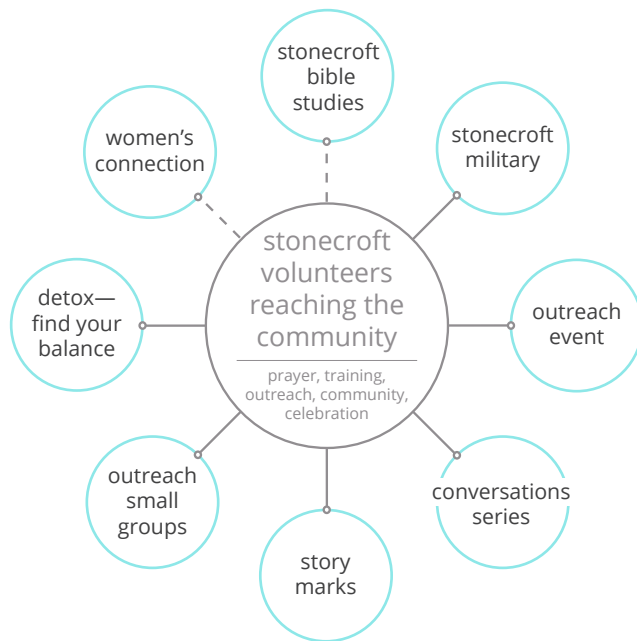 stonecroft
bible
studies
women's
connection
stonecroft
military
stonecroft
volunteers
reaching the
community
prayer, training,
outreach, community,
celebration
detox—
find your
balance
outreach
event
outreach
small
groups
conversations
series
story
marks